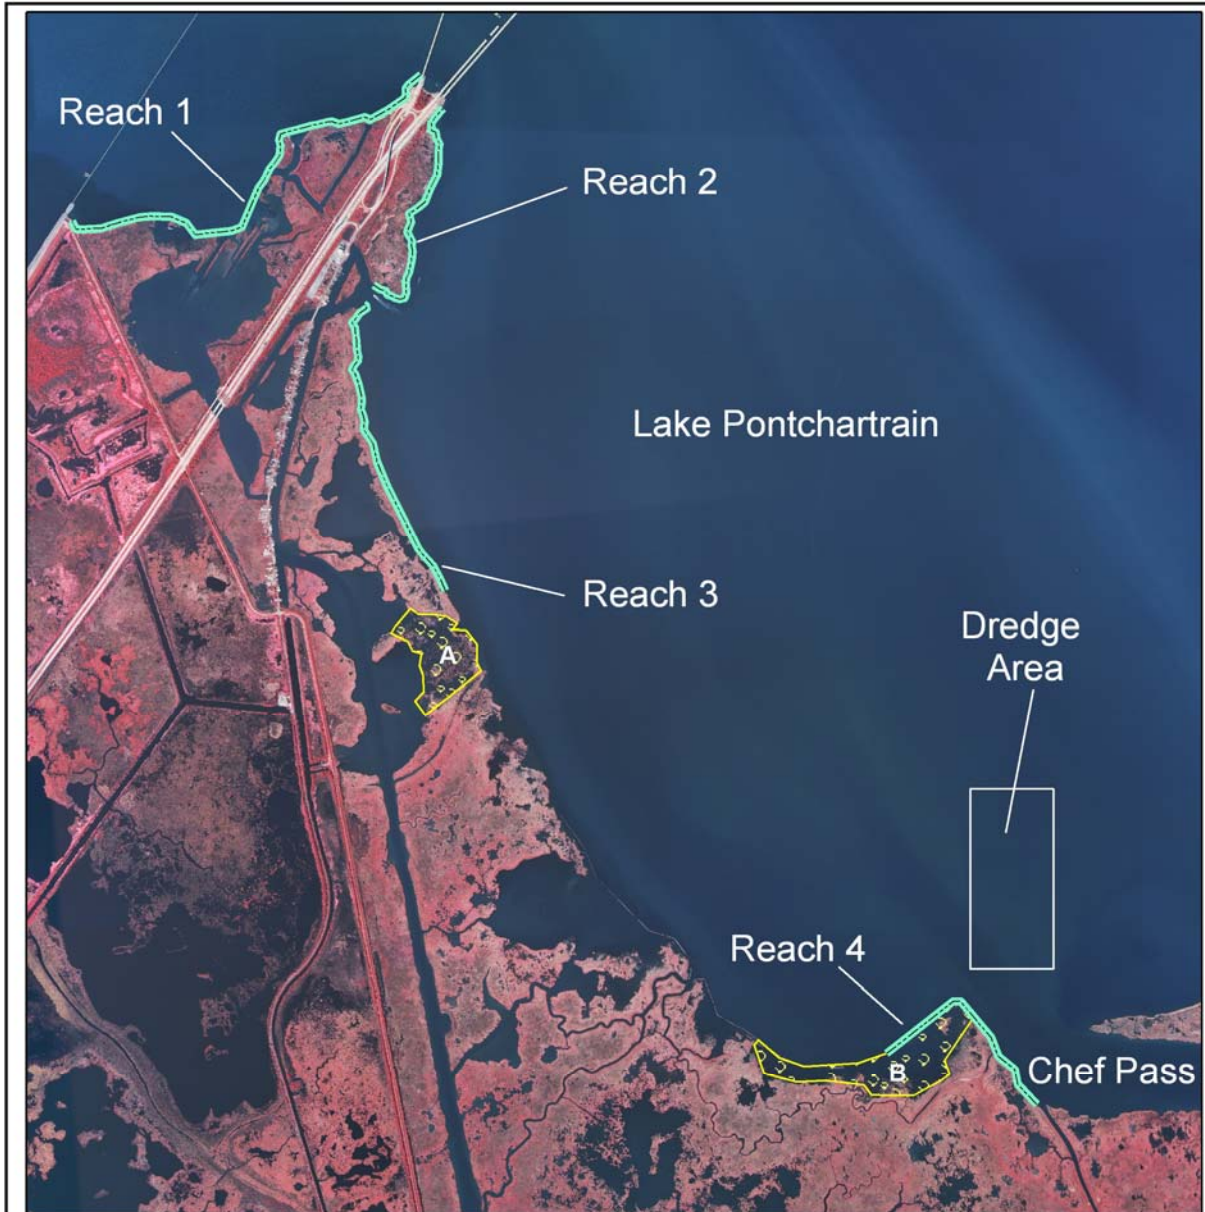 Reach 1
Reach 2
Lake Pontchartrain
Reach 3
Dredge
Area
A
Reach 4
B
Chef Pass